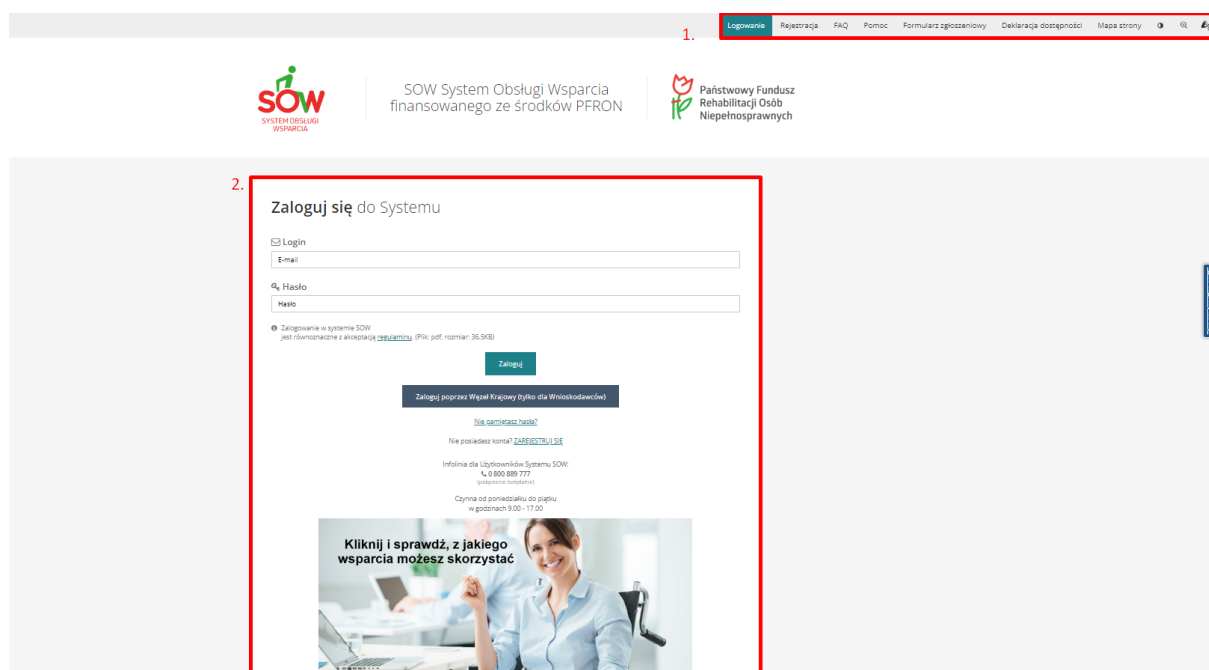 1.
Logowanie Rejestracja FAQ Pomoc Formularz zgłoszeniowy Deklaracja dostępności Mapa strony
SOW
SYSTEM OBSŁUGI
WSPARCIA
SOW System Obsługi Wsparcia
finansowanego ze środków PFRON
Państwowy Fundusz
Rehabilitacji Osób
Niepełnosprawnych
2.
Zaloguj się do Systemu
Login
E-mail
Hasło
Hasło
Zalogowanie w systemie SOW
jest równoznaczne z akceptacją regulaminu. (Plik: pdf, rozmiar: 36.5KB)
Zaloguj
Zaloguj poprzez Węzeł Krajowy (tylko dla Wnioskodawców)
Nie pamiętasz hasła?
Nie posiadasz konta? ZAREJESTRUJ SIĘ
Infolinia dla Użytkowników Systemu SOW:
0 800 889 777
(połączenie bezpłatne)
Czynna od poniedziałku do piątku
w godzinach 9.00 - 17.00
Kliknij i sprawdź, z jakiego
wsparcia możesz skorzystać